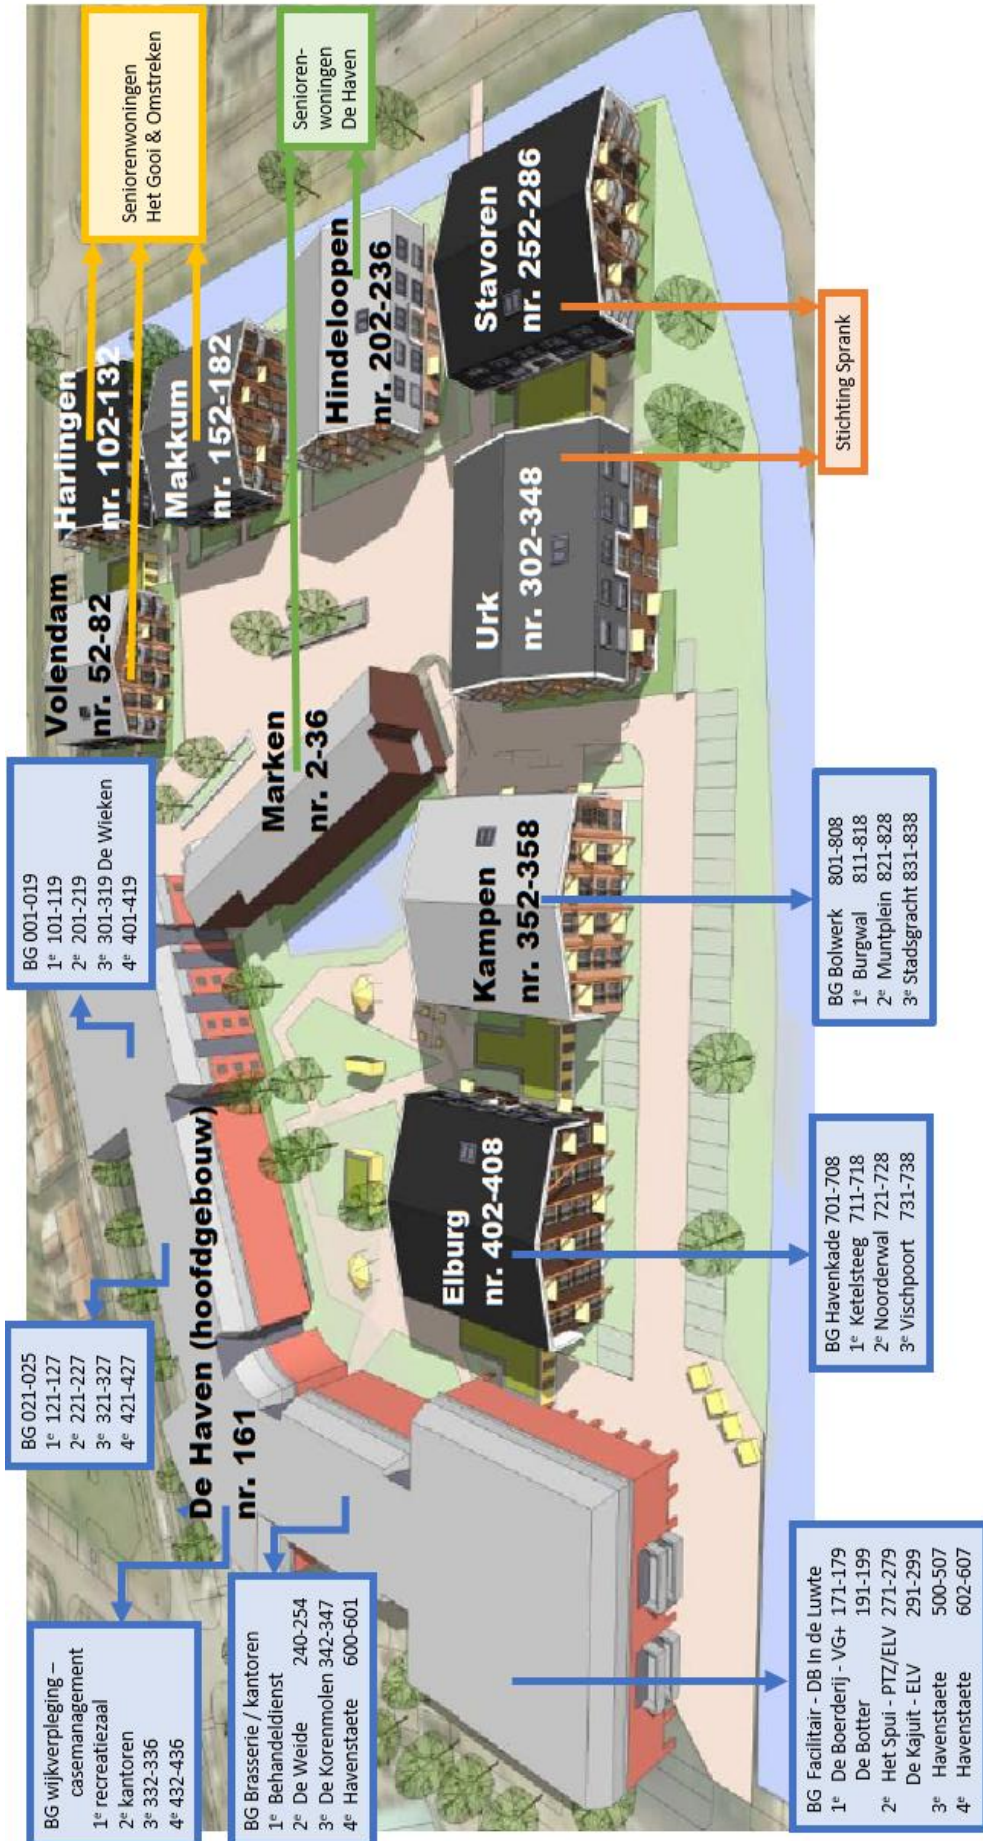 BG wijkverpleging –
casemanagement
1e recreatiezaal
2e kantoren
3e 332-336
4e 432-436
BG 021-025
1e 121-127
2e 221-227
3e 321-327
4e 421-427
BG 001-019
1e 101-119
2e 201-219
3e 301-319 De Wieken
4e 401-419
Seniorenwoningen
Het Gooi & Omstreken
BG Brasserie / kantoren
1e Behandeldienst
2e De Weide 240-254
3e De Korenmolen 342-347
4e Havenstaete 600-601
De Haven (hoofdgebouw)
nr. 161
Volendam
nr. 52-82
Harlingen
nr. 102-132
Makkum
nr. 152-182
Senioren-
woningen
De Haven
Marken
nr. 2-36
Hindeloopen
nr. 202-236
Elburg
nr. 402-408
Kampen
nr. 352-358
Urk
nr. 302-348
Stavoren
nr. 252-286
BG Facilitair - DB In de Luwte
1e De Boerderij - VG+ 171-179
De Botter 191-199
2e Het Spui - PTZ/ELV 271-279
De Kajuit - ELV 291-299
3e Havenstaete 500-507
4e Havenstaete 602-607
BG Havenkade 701-708
1e Ketelsteeg 711-718
2e Noorderwal 721-728
3e Vischpoort 731-738
BG Bolwerk 801-808
1e Burgwal 811-818
2e Muntplein 821-828
3e Stadsgracht 831-838
Stichting Sprank